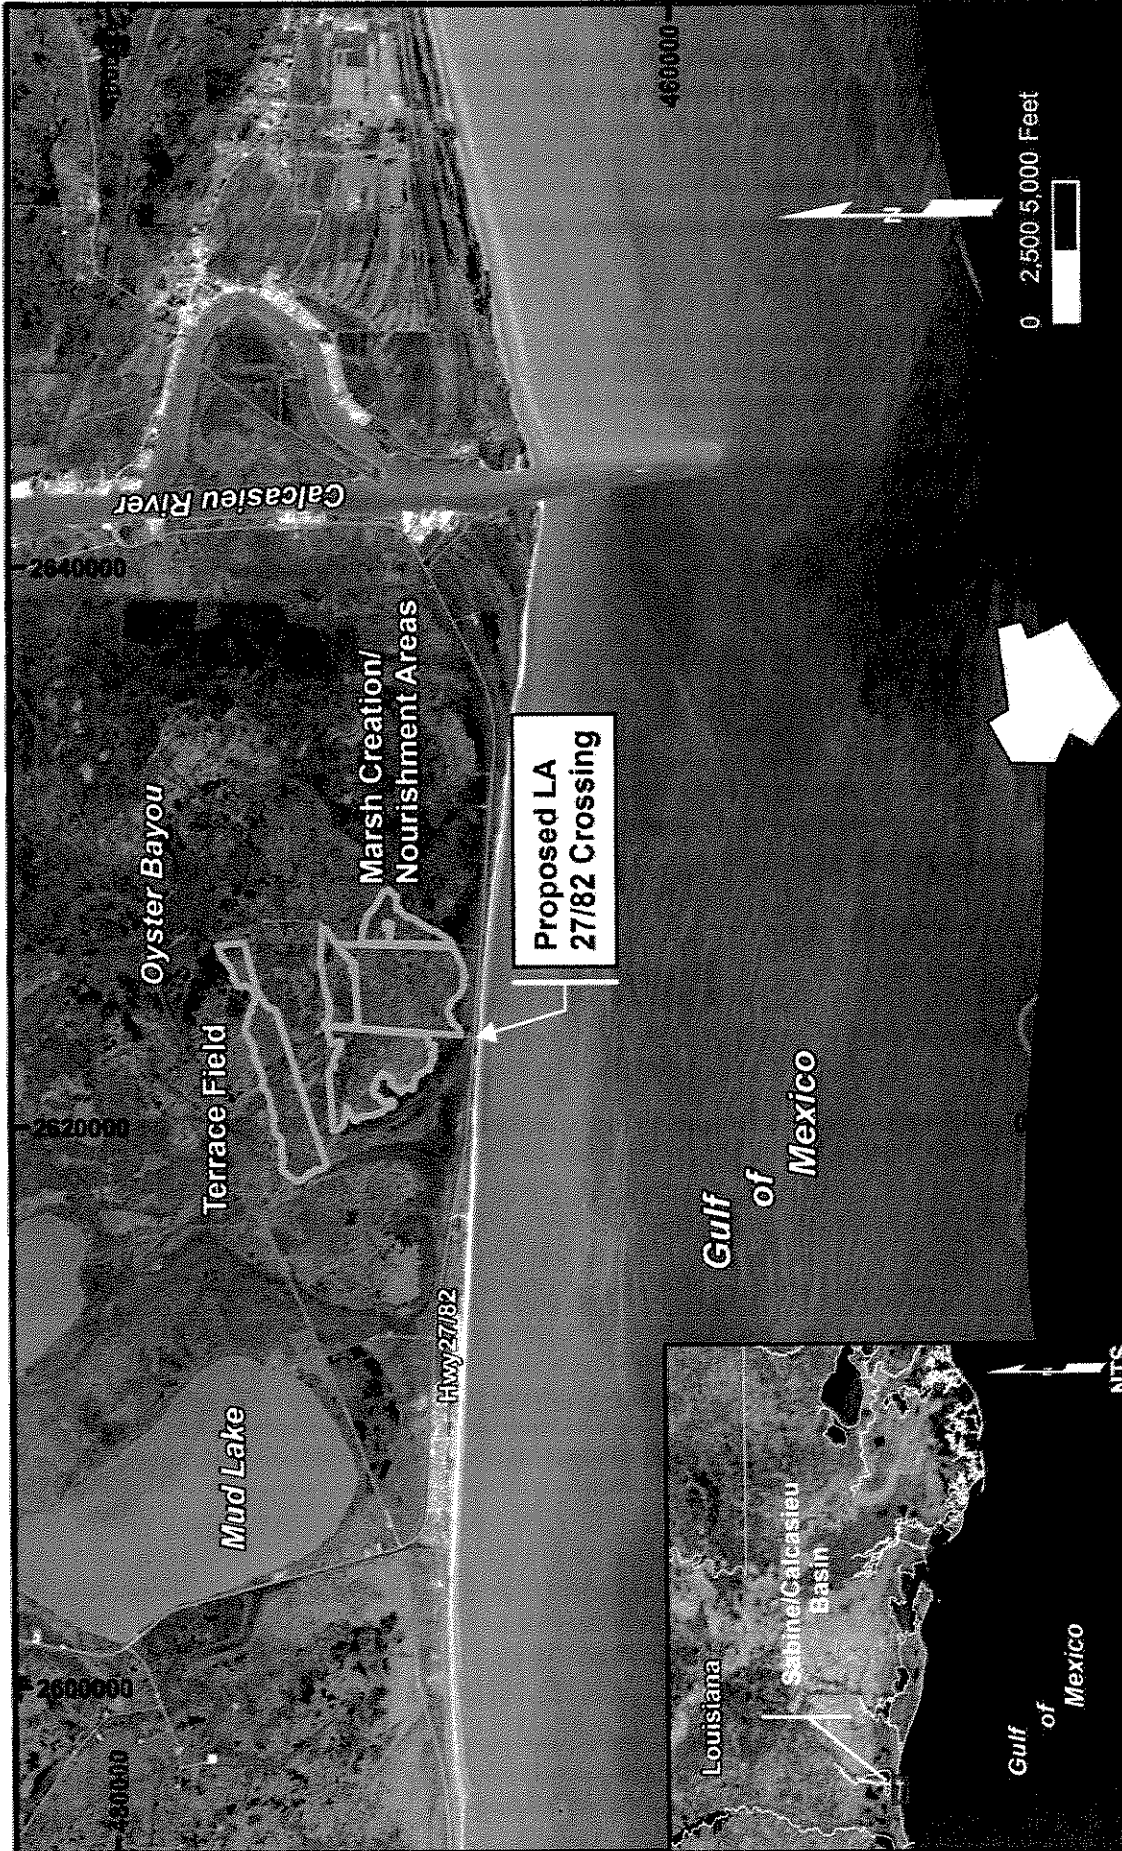 Calcasieu River
2640000
460000
0 2,500 5,000 Feet
N
Oyster Bayou
Marsh Creation/
Nourishment Areas
Terrace Field
2620000
Proposed LA
27/82 Crossing
Gulf
of
Mexico
Mud Lake
Hwy27/82
2600000
480000
Louisiana
Sabine/Calcasieu
Basin
Gulf
of
Mexico
NTS